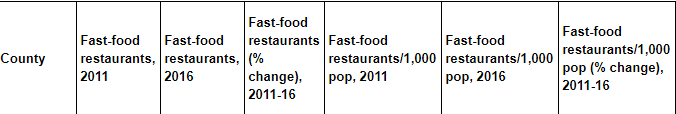 County
Fast-food
restaurants,
2011
Fast-food
restaurants,
2016
Fast-food
restaurants
(%
change),
2011-16
Fast-food
restaurants/1,000
pop, 2011
Fast-food
restaurants/1,000
pop, 2016
Fast-food
restaurants/1,000
pop (% change),
2011-16